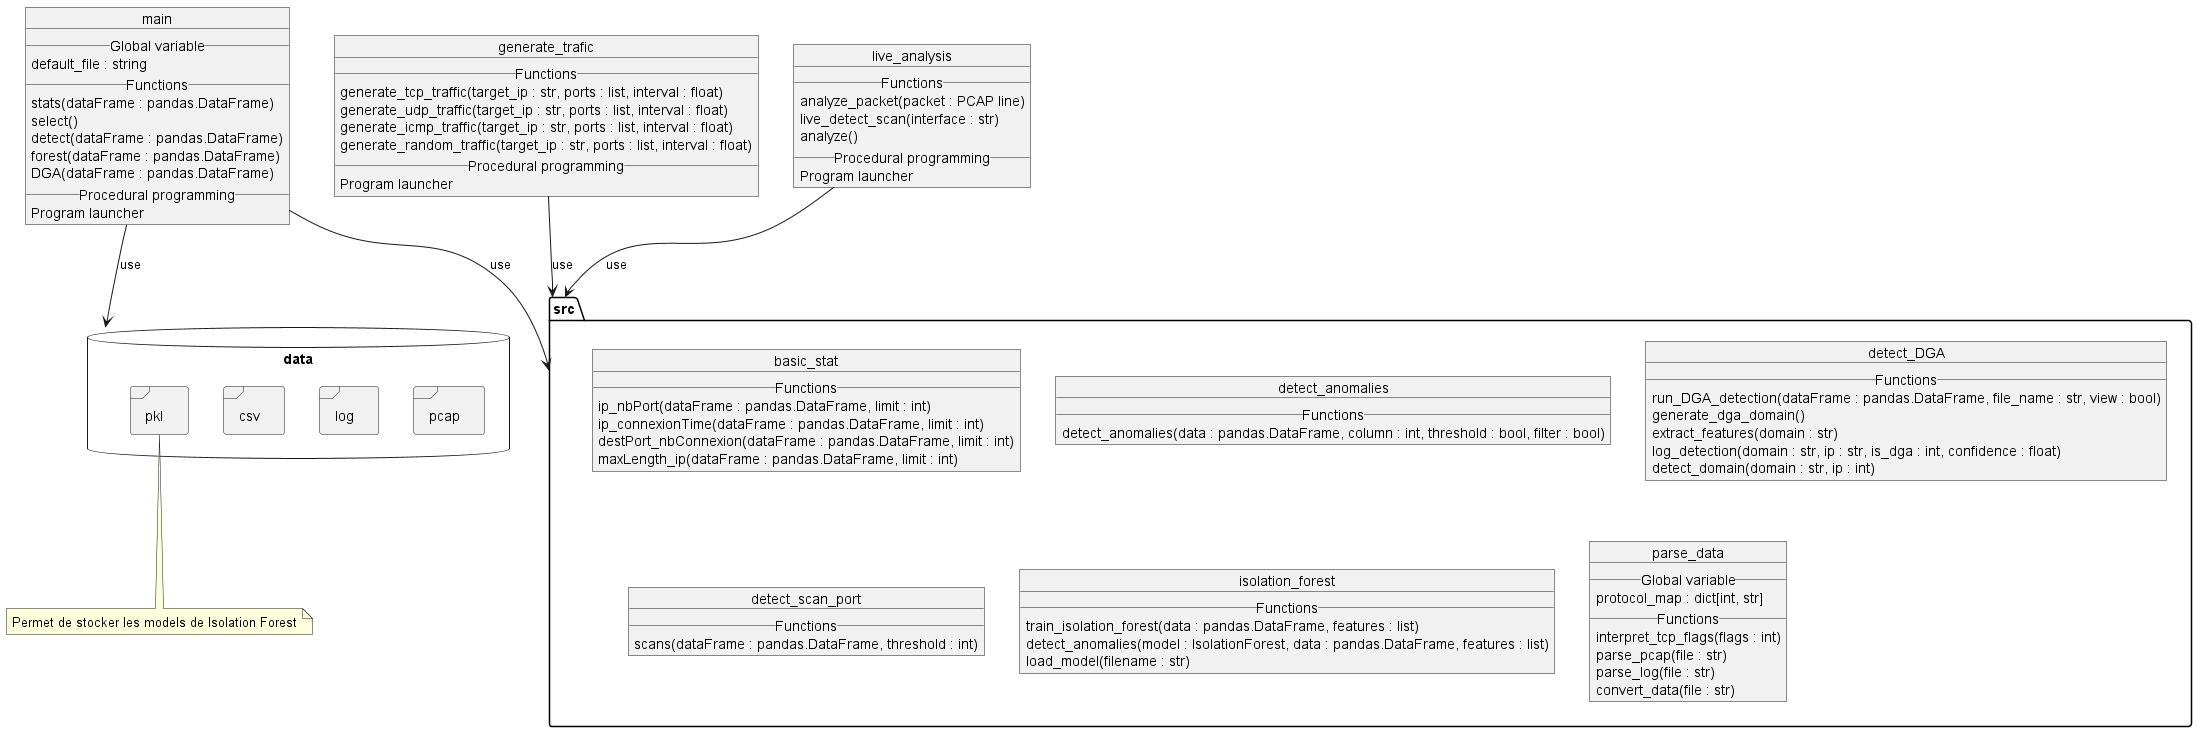 main
Global variable
default_file : string
Functions
stats(dataFrame : pandas.DataFrame)
select()
detect(dataFrame : pandas.DataFrame)
forest(dataFrame : pandas.DataFrame)
DGA(dataFrame : pandas.DataFrame)
Procedural programming
Program launcher
generate_trafic
Functions
generate_tcp_traffic(target_ip : str, ports : list, interval : float)
generate_udp_traffic(target_ip : str, ports : list, interval : float)
generate_icmp_traffic(target_ip : str, ports : list, interval : float)
generate_random_traffic(target_ip : str, ports : list, interval : float)
Procedural programming
Program launcher
live_analysis
Functions
analyze_packet(packet : PCAP line)
live_detect_scan(interface : str)
analyze()
Procedural programming
Program launcher
use
use
use
use
data
pkl
csv
log
pcap
Permet de stocker les models de Isolation Forest
src
basic_stat
Functions
ip_nbPort(dataFrame : pandas.DataFrame, limit : int)
ip_connexionTime(dataFrame : pandas.DataFrame, limit : int)
destPort_nbConnexion(dataFrame : pandas.DataFrame, limit : int)
maxLength_ip(dataFrame : pandas.DataFrame, limit : int)
detect_anomalies
Functions
detect_anomalies(data : pandas.DataFrame, column : int, threshold : bool, filter : bool)
detect_DGA
Functions
run_DGA_detection(dataFrame : pandas.DataFrame, file_name : str, view : bool)
generate_dga_domain()
extract_features(domain : str)
log_detection(domain : str, ip : str, is_dga : int, confidence : float)
detect_domain(domain : str, ip : int)
detect_scan_port
Functions
scans(dataFrame : pandas.DataFrame, threshold : int)
isolation_forest
Functions
train_isolation_forest(data : pandas.DataFrame, features : list)
detect_anomalies(model : IsolationForest, data : pandas.DataFrame, features : list)
load_model(filename : str)
parse_data
Global variable
protocol_map : dict[int, str]
Functions
interpret_tcp_flags(flags : int)
parse_pcap(file : str)
parse_log(file : str)
convert_data(file : str)